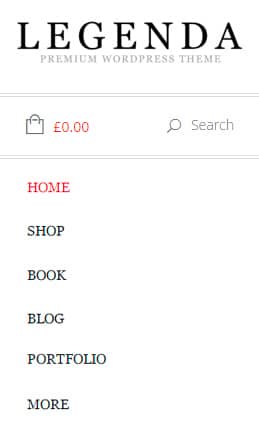 LEGENDA
PREMIUM WORDPRESS THEME
£0.00 Search
HOME
SHOP
BOOK
BLOG
PORTFOLIO
MORE